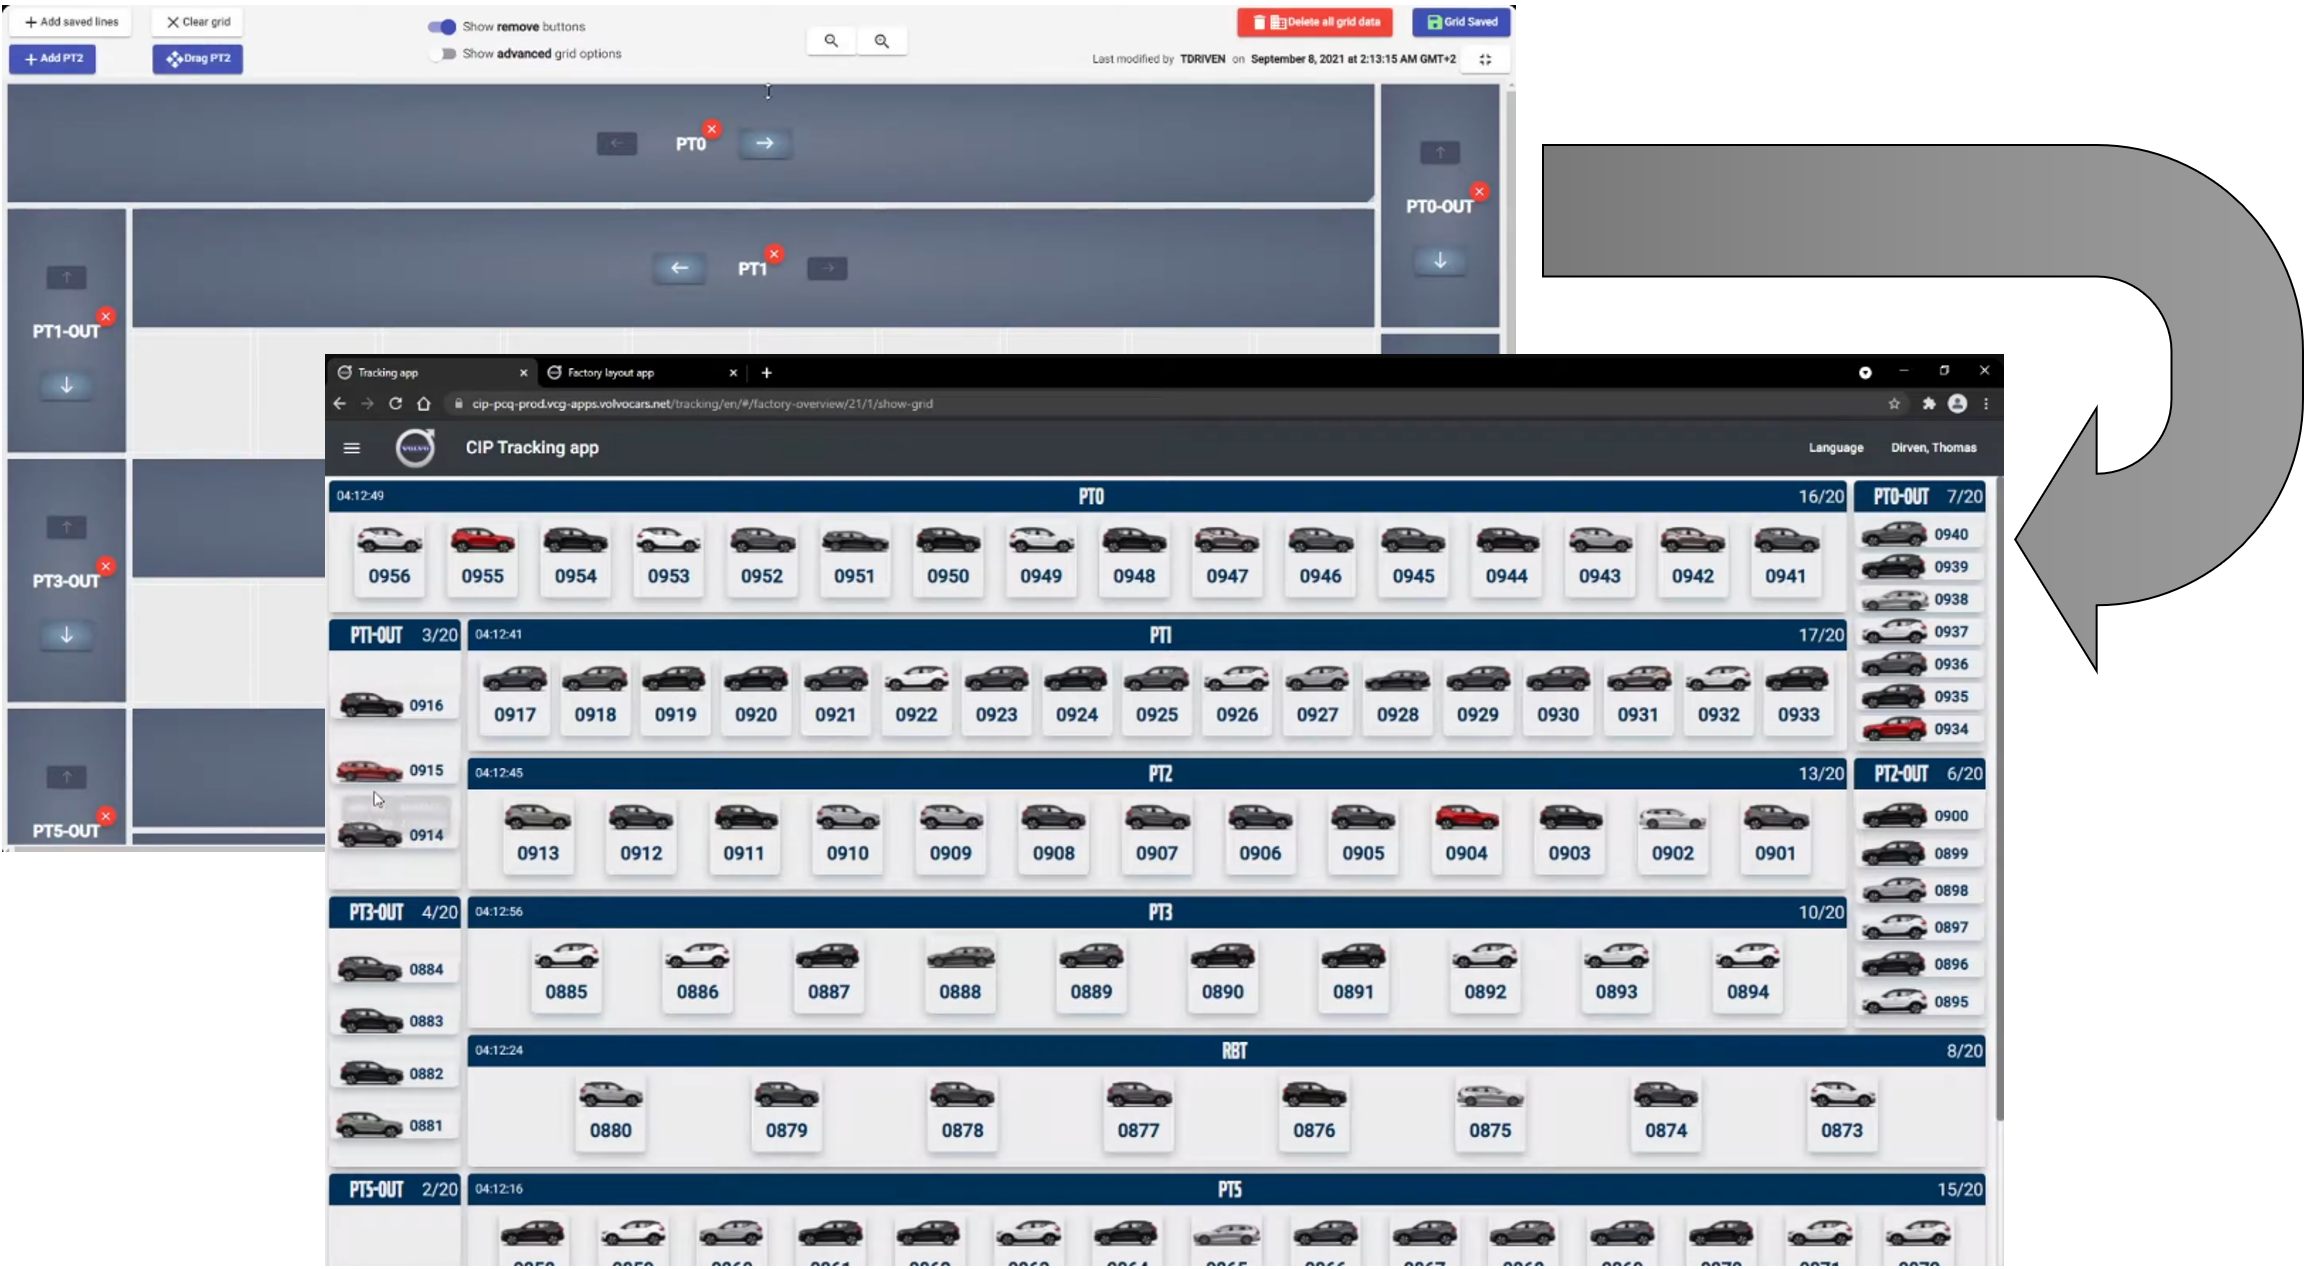 Add saved lines
Clear grid
Show remove buttons
Delete all grid data
Grid Saved
Add PT2
Drag PT2
Show advanced grid options
Last modified by TDRIVEN on September 8, 2021 at 2:13:15 AM GMT+2
PT0
PT0-OUT
PT1
PT1-OUT
PT3-OUT
PT5-OUT
Tracking app
Factory layout app
cip-pcq-prod.vcg-apps.volvocars.net/tracking/en/#/factory-overview/21/1/show-grid
VOLVO
CIP Tracking app
Language
Dirven, Thomas
04:12:49 PT0 16/20
0956 0955 0954 0953 0952 0951 0950 0949 0948 0947 0946 0945 0944 0943 0942 0941
PT0-OUT 7/20
0940
0939
0938
0937
0936
0935
0934
PT1-OUT 3/20
0916
0915
0914
04:12:41 PT1 17/20
0917 0918 0919 0920 0921 0922 0923 0924 0925 0926 0927 0928 0929 0930 0931 0932 0933
04:12:45 PT2 13/20
0913 0912 0911 0910 0909 0908 0907 0906 0905 0904 0903 0902 0901
PT2-OUT 6/20
0900
0899
0898
0897
0896
0895
PT3-OUT 4/20
0884
0883
0882
0881
04:12:56 PT3 10/20
0885 0886 0887 0888 0889 0890 0891 0892 0893 0894
04:12:24 RBT 8/20
0880 0879 0878 0877 0876 0875 0874 0873
PT5-OUT 2/20
04:12:16 PT5 15/20